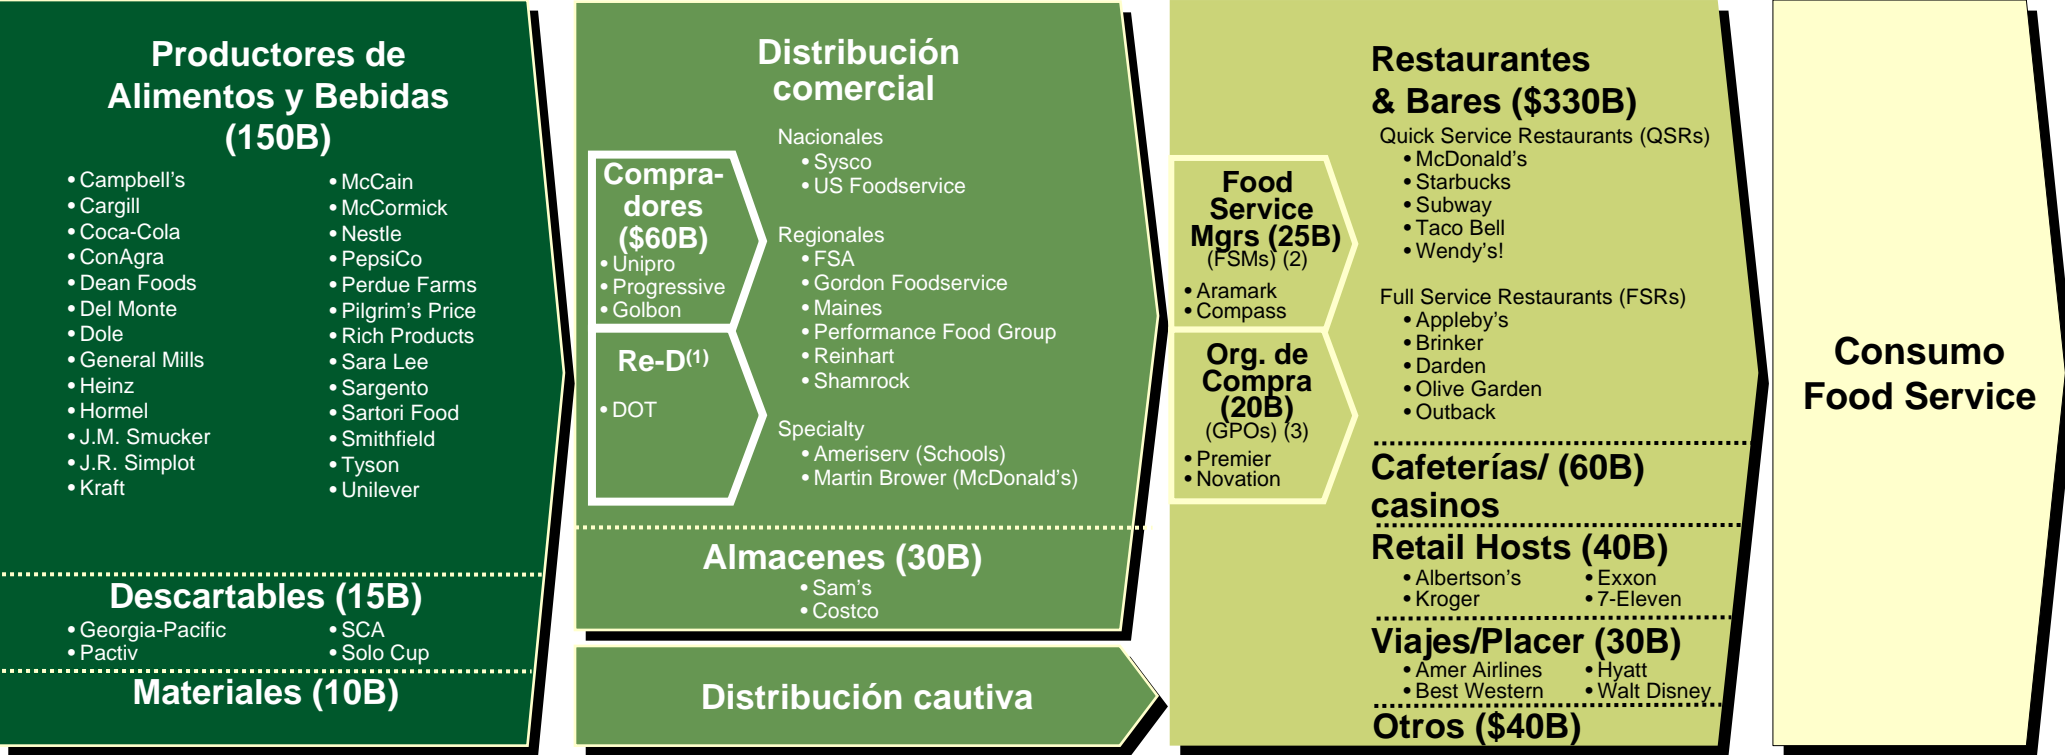 Productores de
Alimentos y Bebidas
(150B)
• Campbell's
• Cargill
• Coca-Cola
• ConAgra
• Dean Foods
• Del Monte
• Dole
• General Mills
• Heinz
• Hormel
• J.M. Smucker
• J.R. Simplot
• Kraft
• McCain
• McCormick
• Nestle
• PepsiCo
• Perdue Farms
• Pilgrim's Price
• Rich Products
• Sara Lee
• Sargento
• Sartori Food
• Smithfield
• Tyson
• Unilever
Descartables (15B)
• Georgia-Pacific
• Pactiv
• SCA
• Solo Cup
Materiales (10B)
Distribución
comercial
Compra-
dores
($60B)
• Unipro
• Progressive
• Golbon
Re-D(1)
• DOT
Nacionales
• Sysco
• US Foodservice
Regionales
• FSA
• Gordon Foodservice
• Maines
• Performance Food Group
• Reinhart
• Shamrock
Specialty
• Ameriserv (Schools)
• Martin Brower (McDonald's)
Almacenes (30B)
• Sam's
• Costco
Distribución cautiva
Food
Service
Mgrs (25B)
(FSMs) (2)
• Aramark
• Compass
Org. de
Compra
(20B)
(GPOs) (3)
• Premier
• Novation
Restaurantes
& Bares ($330B)
Quick Service Restaurants (QSRs)
• McDonald's
• Starbucks
• Subway
• Taco Bell
• Wendy's!
Full Service Restaurants (FSRs)
• Appleby's
• Brinker
• Darden
• Olive Garden
• Outback
Cafeterías/ (60B)
casinos
Retail Hosts (40B)
• Albertson's
• Kroger
• Exxon
• 7-Eleven
Viajes/Placer (30B)
• Amer Airlines
• Best Western
• Hyatt
• Walt Disney
Otros ($40B)
Consumo
Food Service